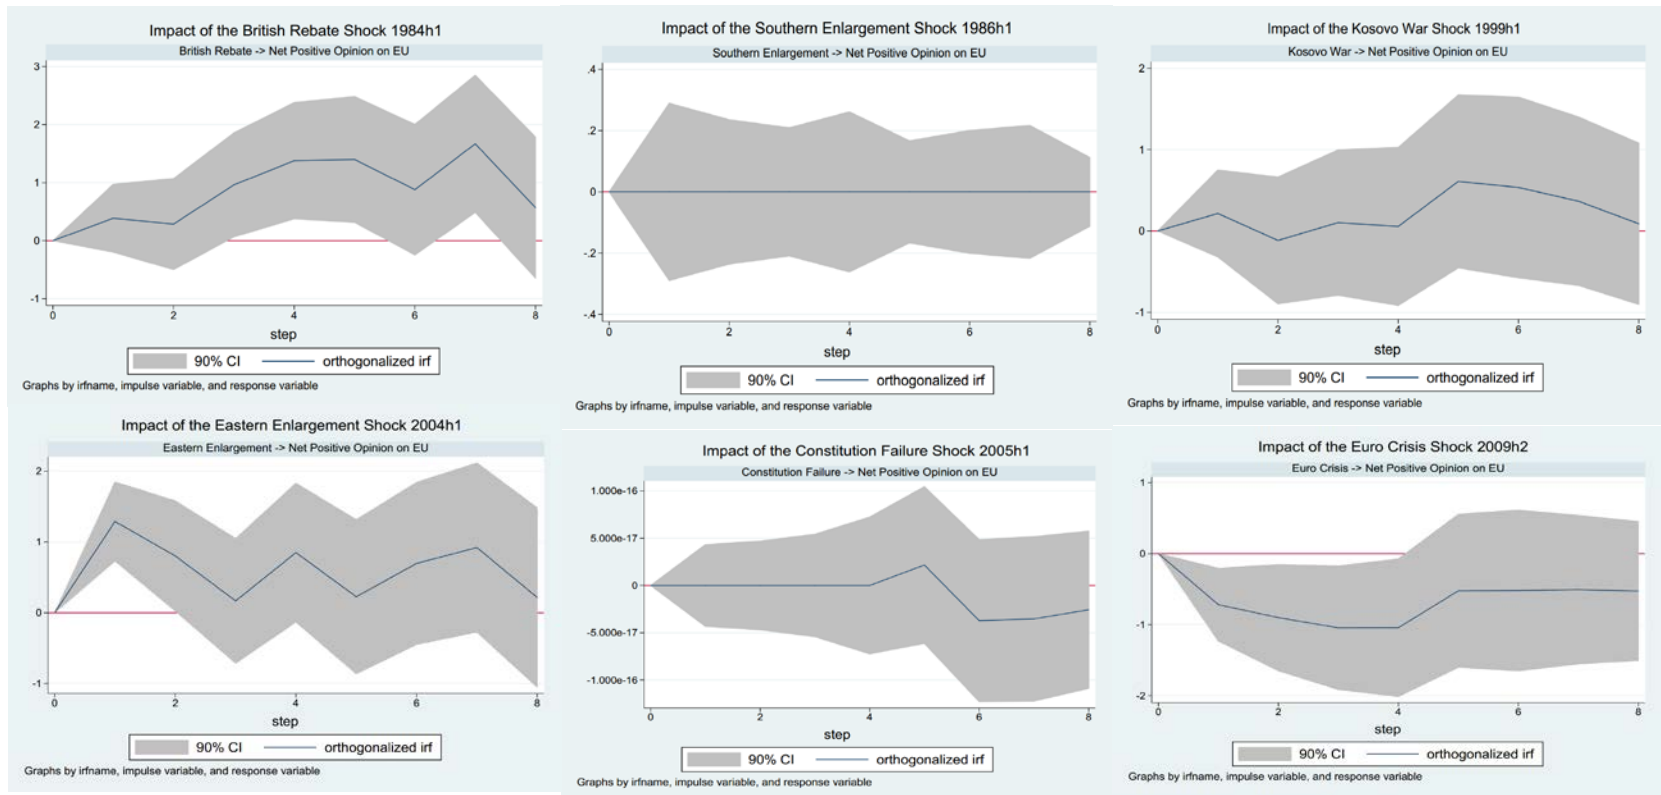 Impact of the British Rebate Shock 1984h1
British Rebate -> Net Positive Opinion on EU
3
2
1
0
-1
0 2 4 6 8
step
90% CI orthogonalized irf
Graphs by irfname, impulse variable, and response variable
Impact of the Southern Enlargement Shock 1986h1
Southern Enlargement -> Net Positive Opinion on EU
.4
.2
0
-.2
-.4
0 2 4 6 8
step
90% CI orthogonalized irf
Graphs by irfname, impulse variable, and response variable
Impact of the Kosovo War Shock 1999h1
Kosovo War -> Net Positive Opinion on EU
2
1
0
-1
0 2 4 6 8
step
90% CI orthogonalized irf
Graphs by irfname, impulse variable, and response variable
Impact of the Eastern Enlargement Shock 2004h1
Eastern Enlargement -> Net Positive Opinion on EU
2
1
0
-1
0 2 4 6 8
step
90% CI orthogonalized irf
Graphs by irfname, impulse variable, and response variable
Impact of the Constitution Failure Shock 2005h1
Constitution Failure -> Net Positive Opinion on EU
1.000e-16
5.000e-17
0
-5.000e-17
-1.000e-16
0 2 4 6 8
step
90% CI orthogonalized irf
Graphs by irfname, impulse variable, and response variable
Impact of the Euro Crisis Shock 2009h2
Euro Crisis -> Net Positive Opinion on EU
1
0
-1
-2
0 2 4 6 8
step
90% CI orthogonalized irf
Graphs by irfname, impulse variable, and response variable